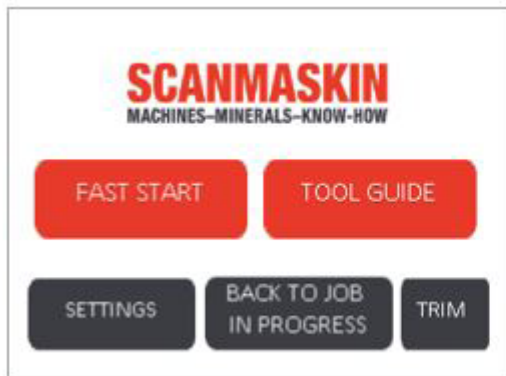 SCANMASKIN
MACHINES–MINERALS–KNOW-HOW
FAST START
TOOL GUIDE
SETTINGS
BACK TO JOB
IN PROGRESS
TRIM